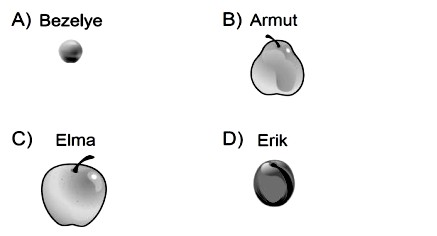 A) Bezelye
B) Armut
C) Elma
D) Erik